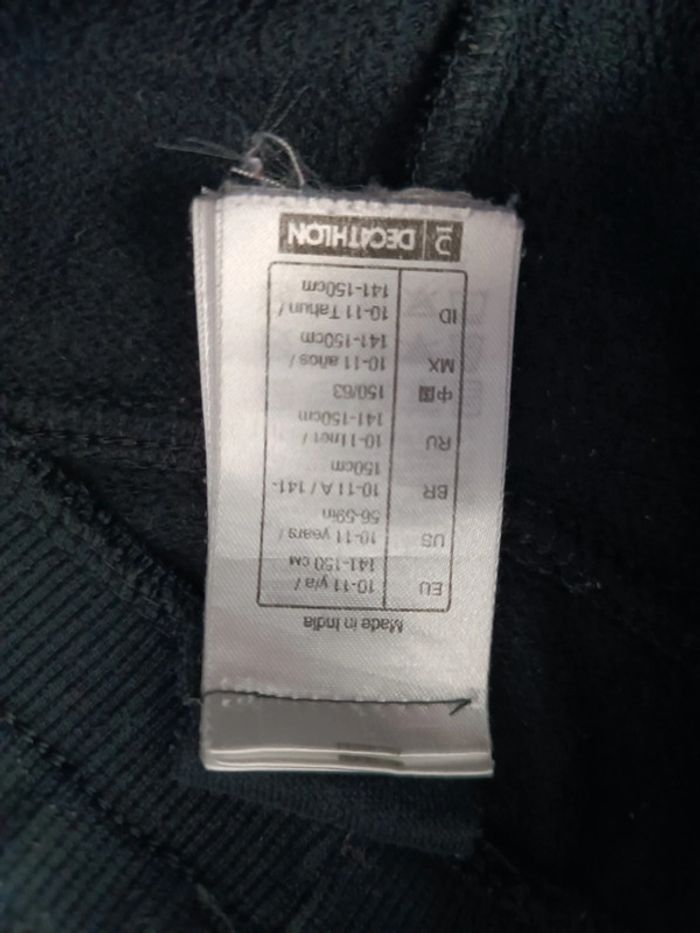 Made in India
EU 10-11 y/a /
141-150 CM
US 10-11 years /
56-59in
BR 10-11 A / 141-
150cm
RU 10-11лет /
141-150cm
中国 150/63
MX 10-11 años /
141-150cm
ID 10-11 Tahun /
141-150cm
DECATHLON